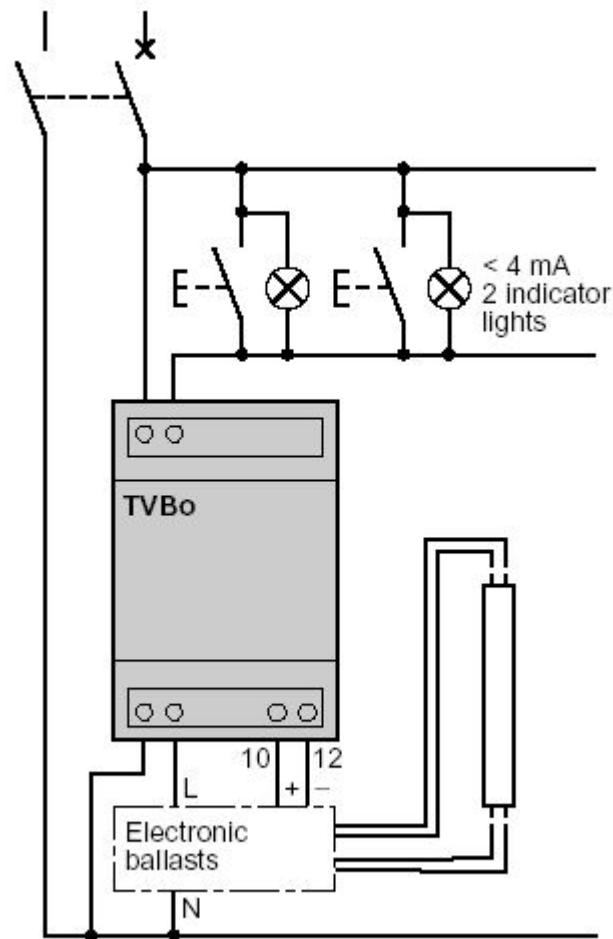 < 4 mA
2 indicator
lights
TVBo
10
12
L
+
–
Electronic
ballasts
N